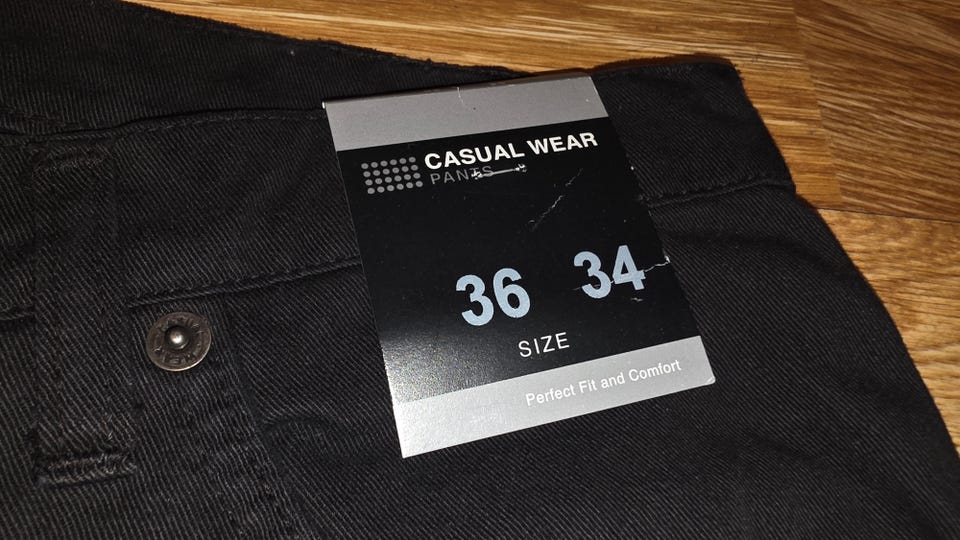 CASUAL WEAR
PANTS
36 34
SIZE
Perfect Fit and Comfort